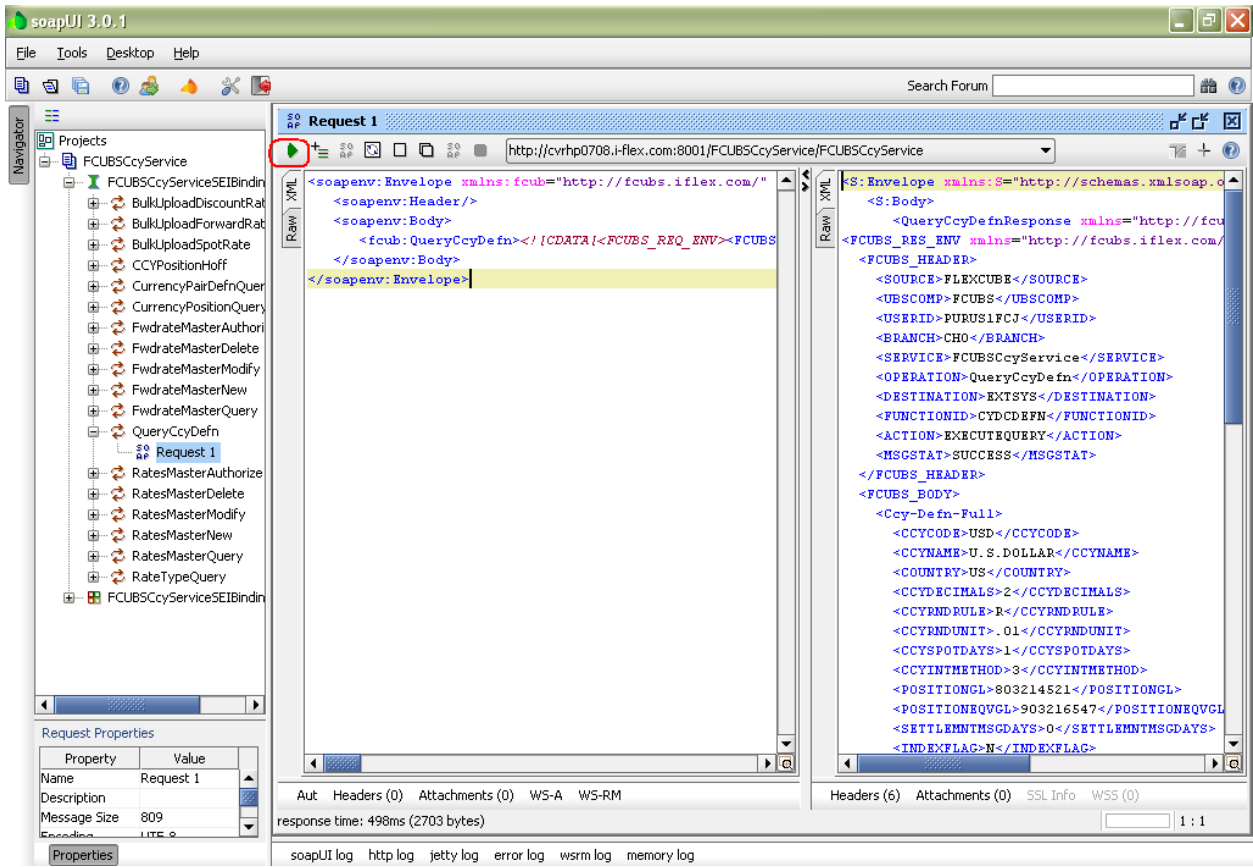 soapUI 3.0.1
File Tools Desktop Help
Search Forum
Navigator
Projects
FCUBSCcyService
FCUBSCcyServiceSEIBindin
BulkUploadDiscountRat
BulkUploadForwardRat
BulkUploadSpotRate
CCYPositionHoff
CurrencyPairDefnQuer
CurrencyPositionQuery
FwdrateMasterAuthori
FwdrateMasterDelete
FwdrateMasterModify
FwdrateMasterNew
FwdrateMasterQuery
QueryCcyDefn
Request 1
RatesMasterAuthorize
RatesMasterDelete
RatesMasterModify
RatesMasterNew
RatesMasterQuery
RateTypeQuery
FCUBSCcyServiceSEIBindin
Request Properties
Property Value
Name Request 1
Description
Message Size 809
Encoding UTF-8
Properties
Request 1
http://cvrhp0708.i-flex.com:8001/FCUBSCcyService/FCUBSCcyService
XML
Raw
<soapenv:Envelope xmlns:fcub="http://fcubs.iflex.com/"
<soapenv:Header/>
<soapenv:Body>
<fcub:QueryCcyDefn><![CDATA[<FCUBS_REQ_ENV><FCUBS
</soapenv:Body>
</soapenv:Envelope>
Aut Headers (0) Attachments (0) WS-A WS-RM
XML
Raw
<S:Envelope xmlns:S="http://schemas.xmlsoap.o
<S:Body>
<QueryCcyDefnResponse xmlns="http://fcu
<FCUBS_RES_ENV xmlns="http://fcubs.iflex.com/
<FCUBS_HEADER>
<SOURCE>FLEXCUBE</SOURCE>
<UBSCOMP>FCUBS</UBSCOMP>
<USERID>PURUS1FCJ</USERID>
<BRANCH>CHO</BRANCH>
<SERVICE>FCUBSCcyService</SERVICE>
<OPERATION>QueryCcyDefn</OPERATION>
<DESTINATION>EXTSYS</DESTINATION>
<FUNCTIONID>CYDCDEFN</FUNCTIONID>
<ACTION>EXECUTEQUERY</ACTION>
<MSGSTAT>SUCCESS</MSGSTAT>
</FCUBS_HEADER>
<FCUBS_BODY>
<Ccy-Defn-Full>
<CCYCODE>USD</CCYCODE>
<CCYNAME>U.S.DOLLAR</CCYNAME>
<COUNTRY>US</COUNTRY>
<CCYDECIMALS>2</CCYDECIMALS>
<CCYRNDRULE>R</CCYRNDRULE>
<CCYRNDUNIT>.01</CCYRNDUNIT>
<CCYSPOTDAYS>1</CCYSPOTDAYS>
<CCYINTMETHOD>3</CCYINTMETHOD>
<POSITIONGL>803214521</POSITIONGL>
<POSITIONEQVGL>903216547</POSITIONEQVGL
<SETTLEMNTMSGDAYS>0</SETTLEMNTMSGDAYS>
<INDEXFLAG>N</INDEXFLAG>
Headers (6) Attachments (0) SSL Info WSS (0)
response time: 498ms (2703 bytes)
1 : 1
soapUI log http log jetty log error log wsrm log memory log